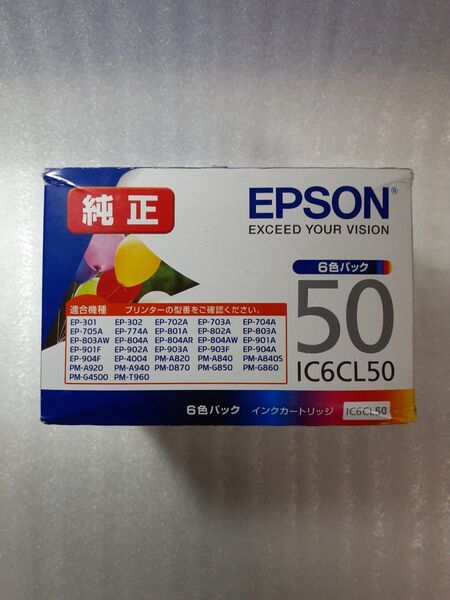 純正
EPSON®
EXCEED YOUR VISION
6色パック
50
IC6CL50
適合機種 プリンターの型番をご確認ください。
EP-301 EP-302 EP-702A EP-703A EP-704A
EP-705A EP-774A EP-801A EP-802A EP-803A
EP-803AW EP-804A EP-804AR EP-804AW EP-901A
EP-901F EP-902A EP-903A EP-903F EP-904A
EP-904F EP-4004 PM-A820 PM-A840 PM-A840S
PM-A920 PM-A940 PM-D870 PM-G850 PM-G860
PM-G4500 PM-T960
6色パック インクカートリッジ IC6CL50